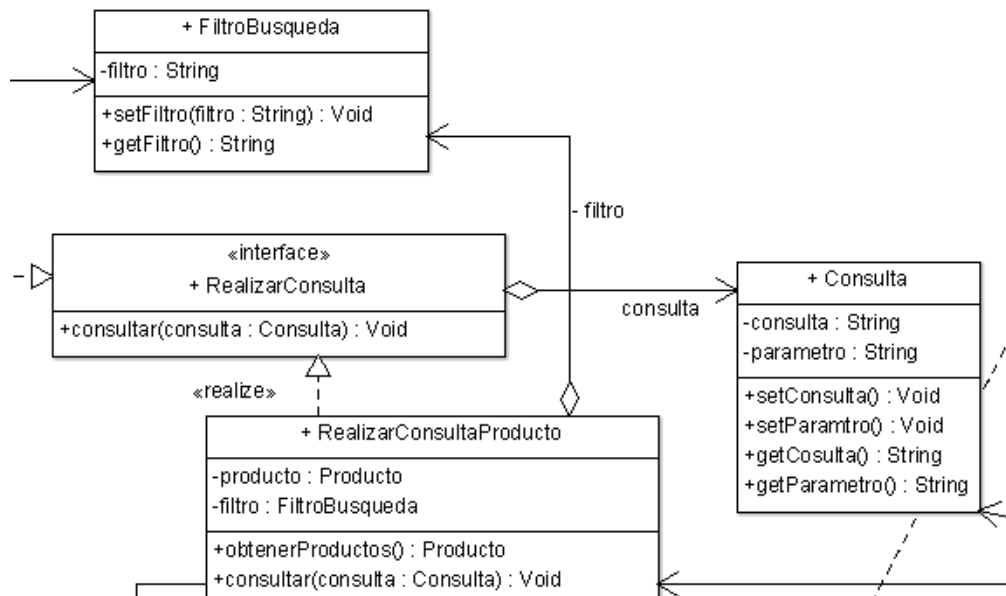 + FiltroBusqueda
-filtro : String
+setFiltro(filtro : String) : Void
+getFiltro() : String
- filtro
«interface»
+ RealizarConsulta
+consultar(consulta : Consulta) : Void
consulta
+ Consulta
-consulta : String
-parametro : String
+setConsulta() : Void
+setParamtro() : Void
+getCosulta() : String
+getParametro() : String
«realize»
+ RealizarConsultaProducto
-producto : Producto
-filtro : FiltroBusqueda
+obtenerProductos() : Producto
+consultar(consulta : Consulta) : Void